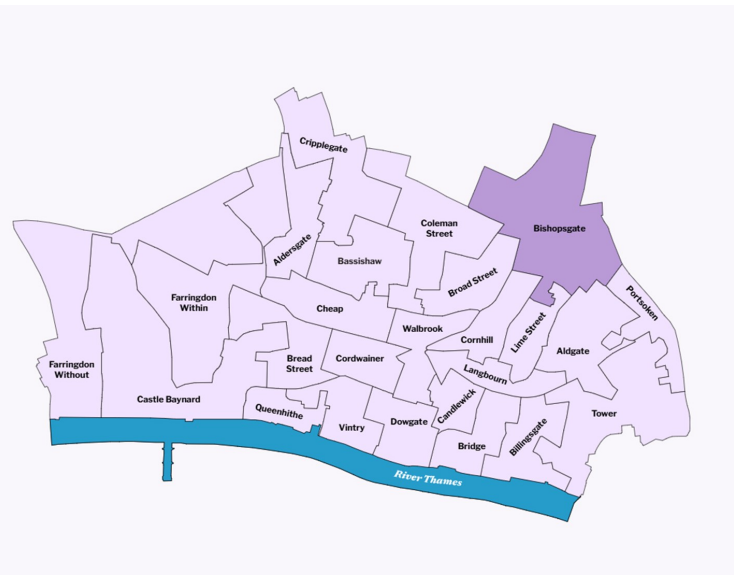 Cripplegate
Coleman
Street
Bishopsgate
Aldersgate
Bassishaw
Broad Street
Farringdon
Within
Cheap
Portsoken
Walbrook
Cornhill
Lime Street
Aldgate
Farringdon
Without
Bread
Street
Cordwainer
Langbourn
Castle Baynard
Queenhithe
Vintry
Dowgate
Candlewick
Bridge
Billingsgate
Tower
River Thames